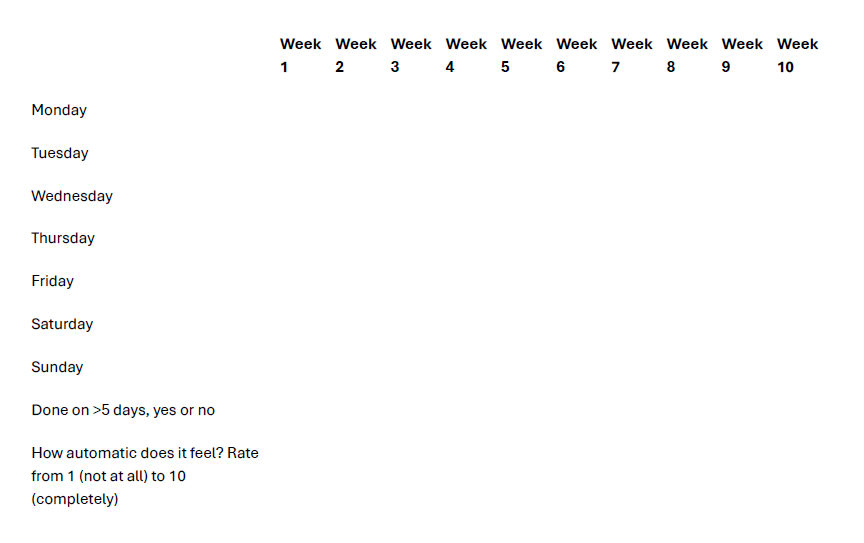 Week Week Week Week Week Week Week Week Week Week
1 2 3 4 5 6 7 8 9 10
Monday
Tuesday
Wednesday
Thursday
Friday
Saturday
Sunday
Done on >5 days, yes or no
How automatic does it feel? Rate
from 1 (not at all) to 10
(completely)